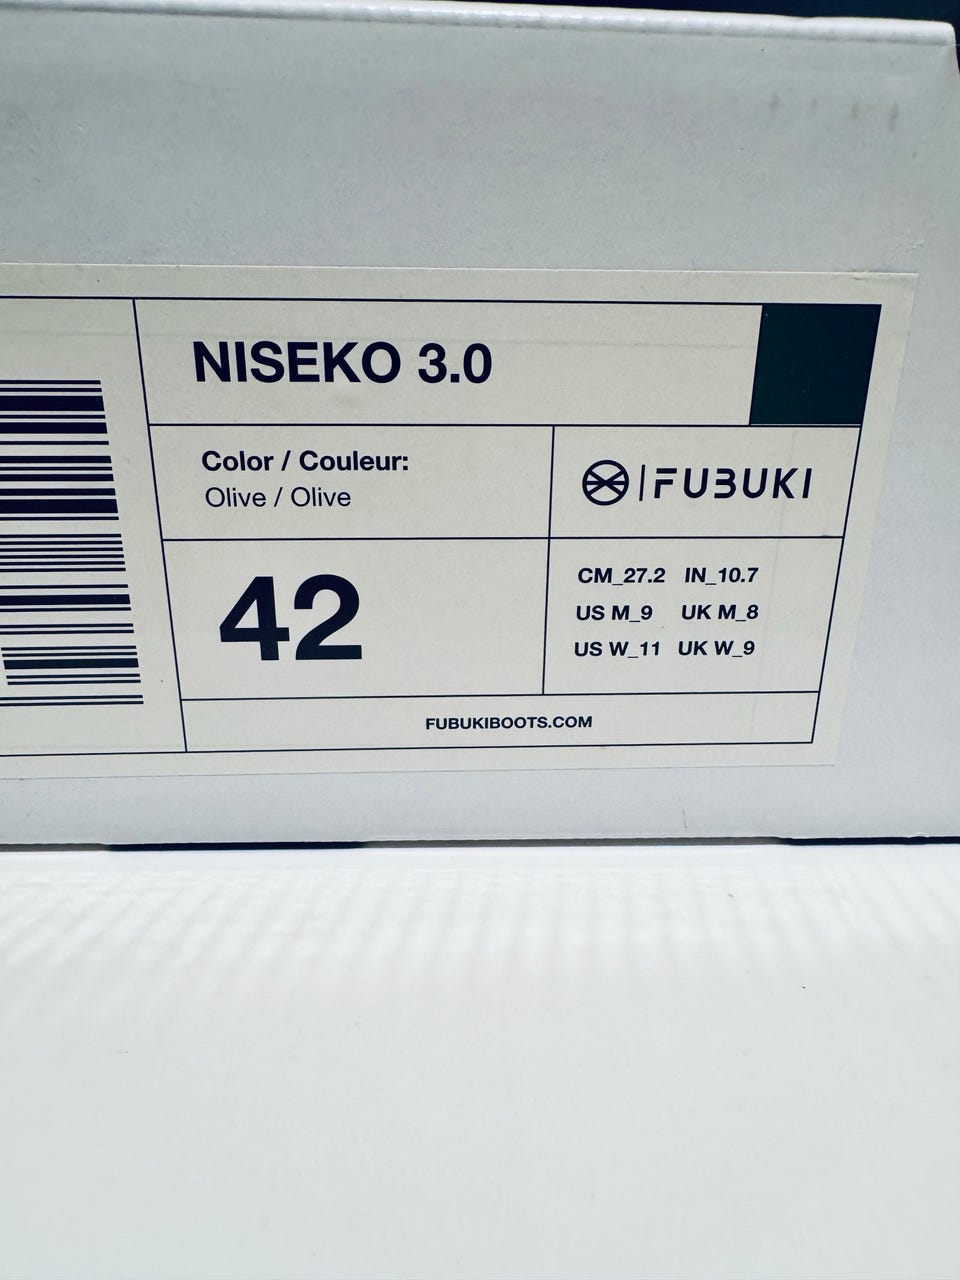 NISEKO 3.0
Color / Couleur:
Olive / Olive
FUBUKI
42
CM_27.2 IN_10.7
US M_9 UK M_8
US W_11 UK W_9
FUBUKIBOOTS.COM